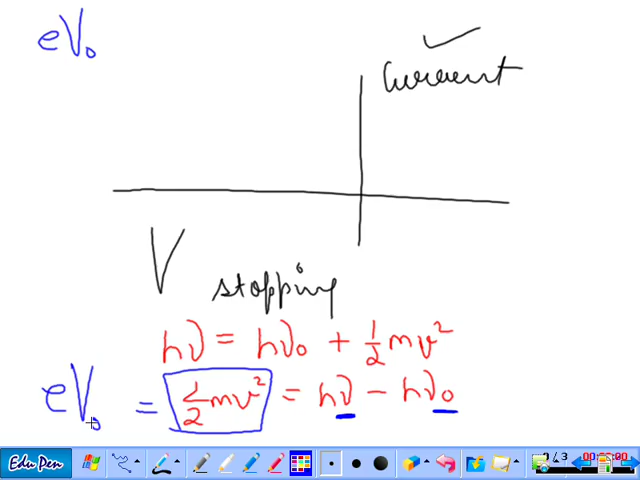 eV₀
Current
V
stopping
hν = hν₀ + ½mv²
eV₀ = ½mv² = hν − hν₀
Edu Pen